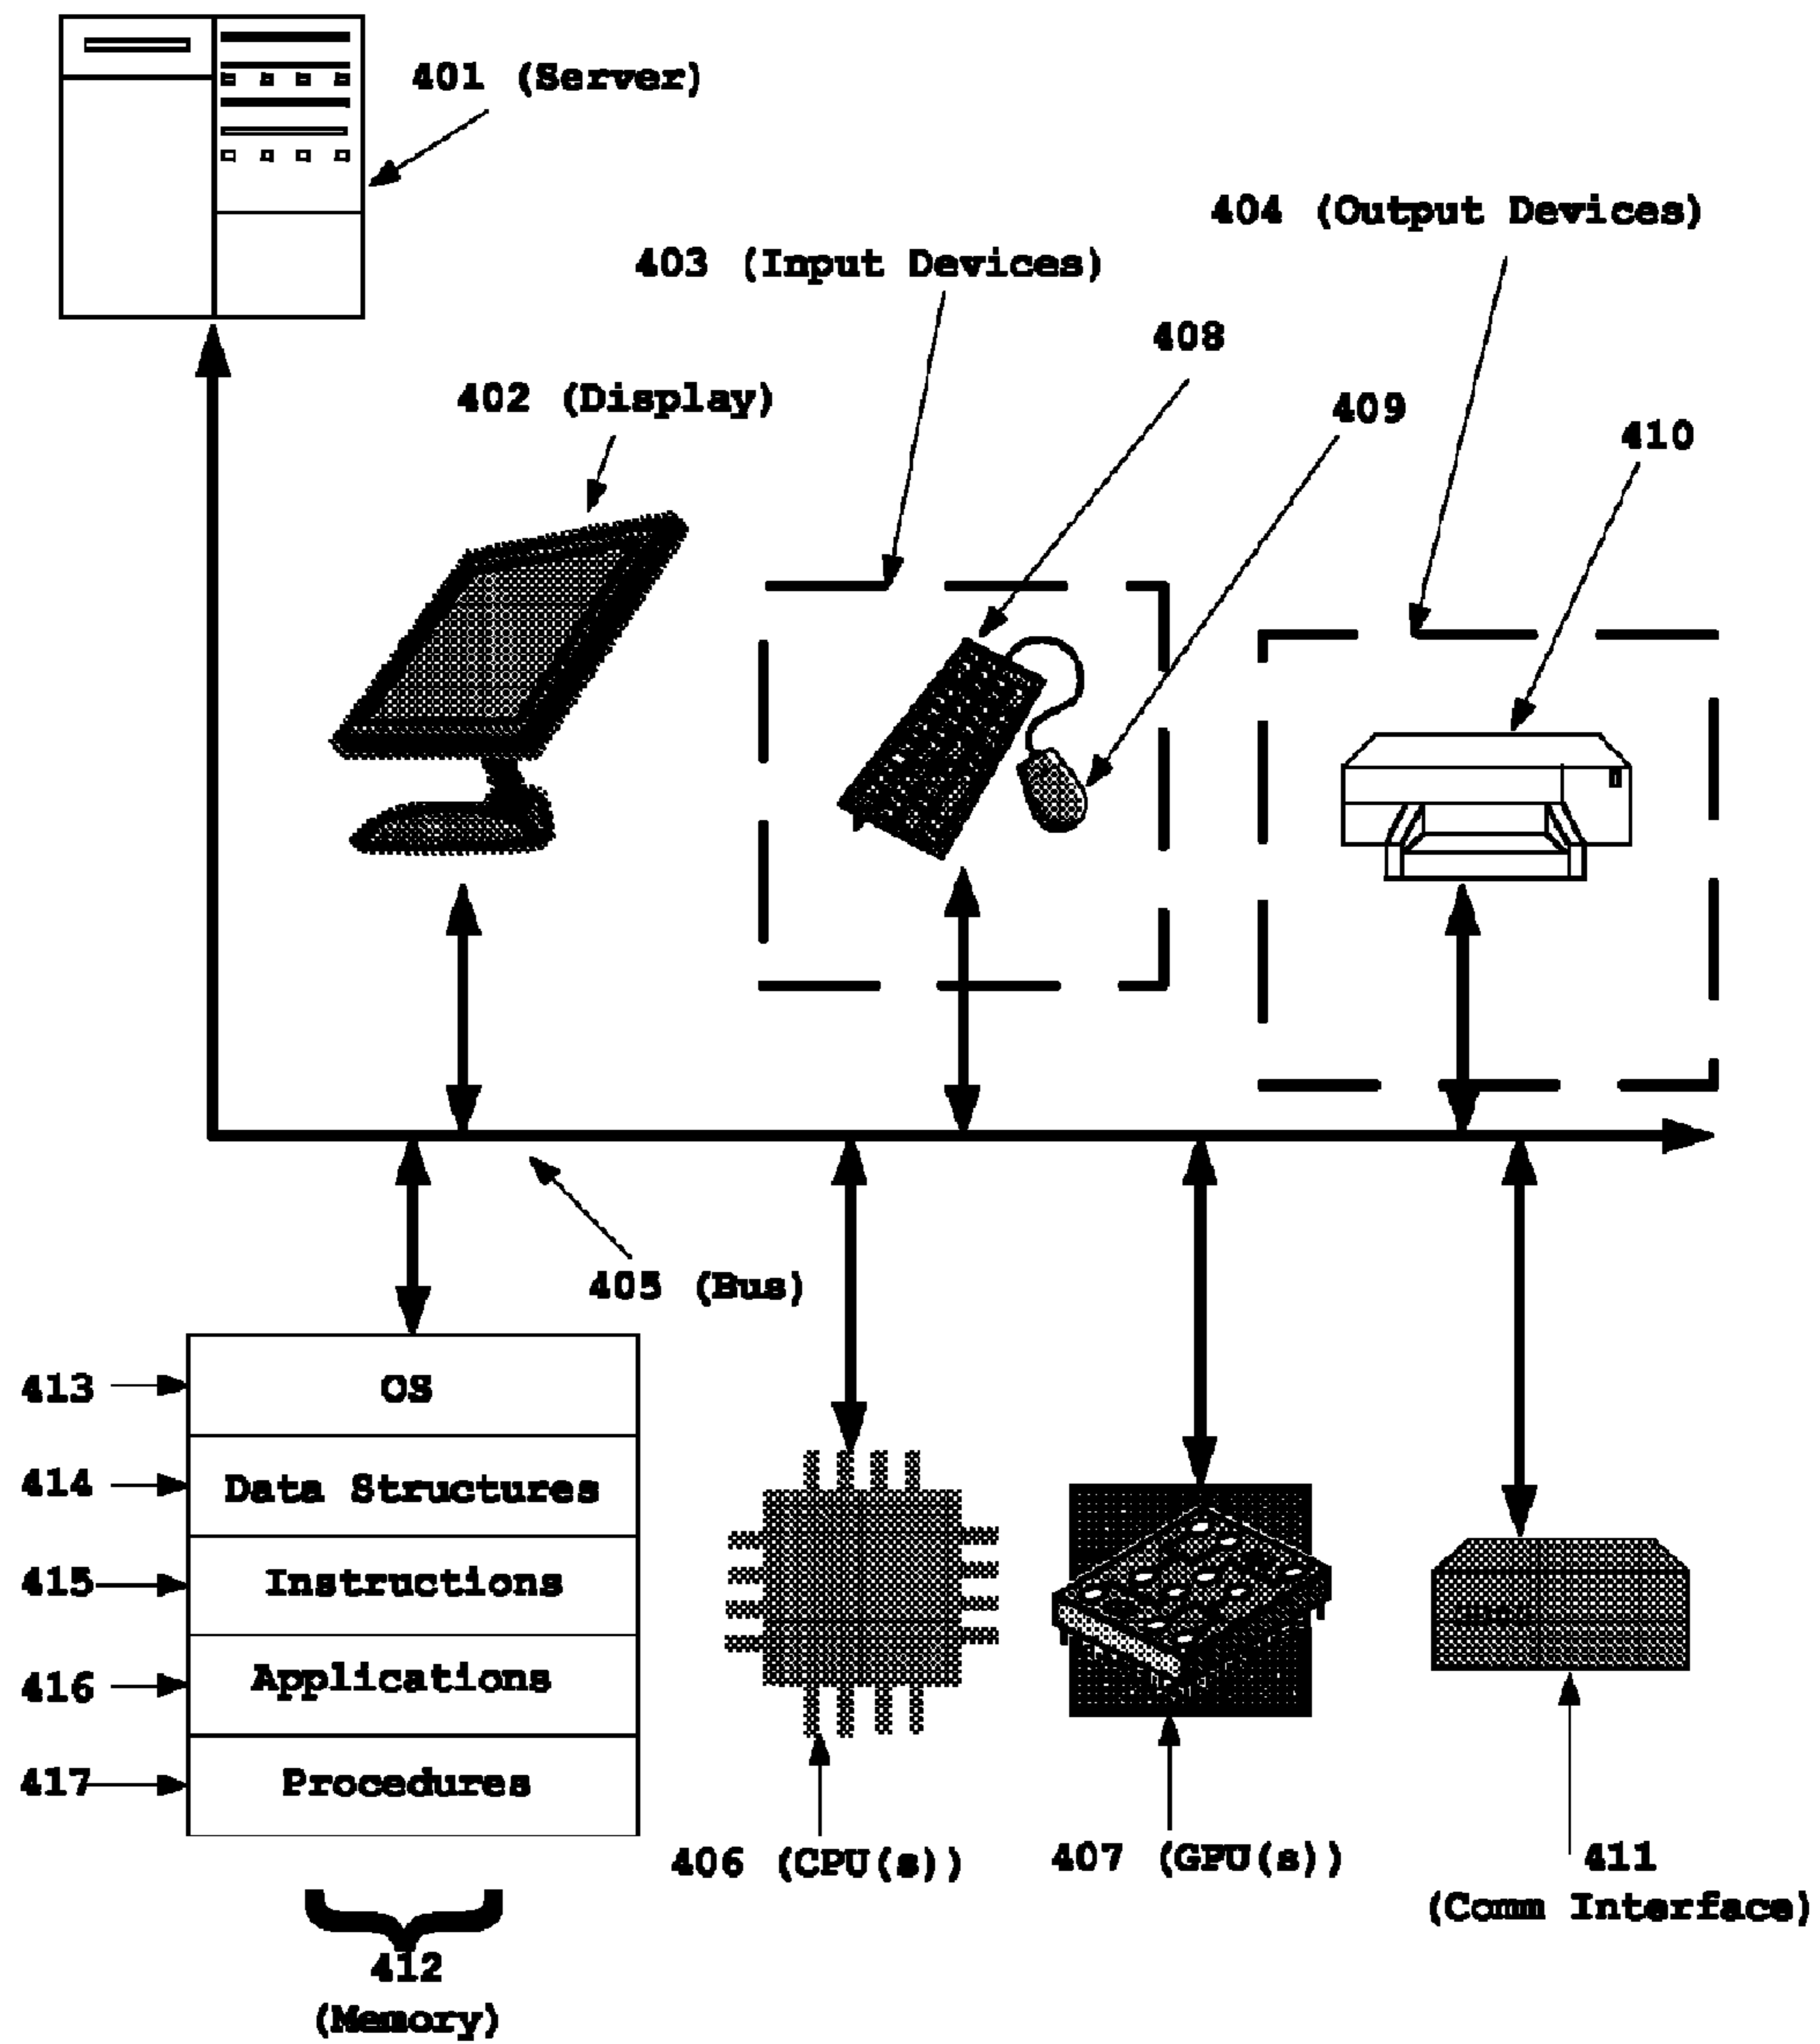 401 (Server)
404 (Output Devices)
403 (Input Devices)
408
402 (Display)
409
410
405 (Bus)
413
OS
414
Data Structures
415
Instructions
416
Applications
417
Procedures
406 (CPU(s))
407 (GPU(s))
411
(Comm Interface)
412
(Memory)